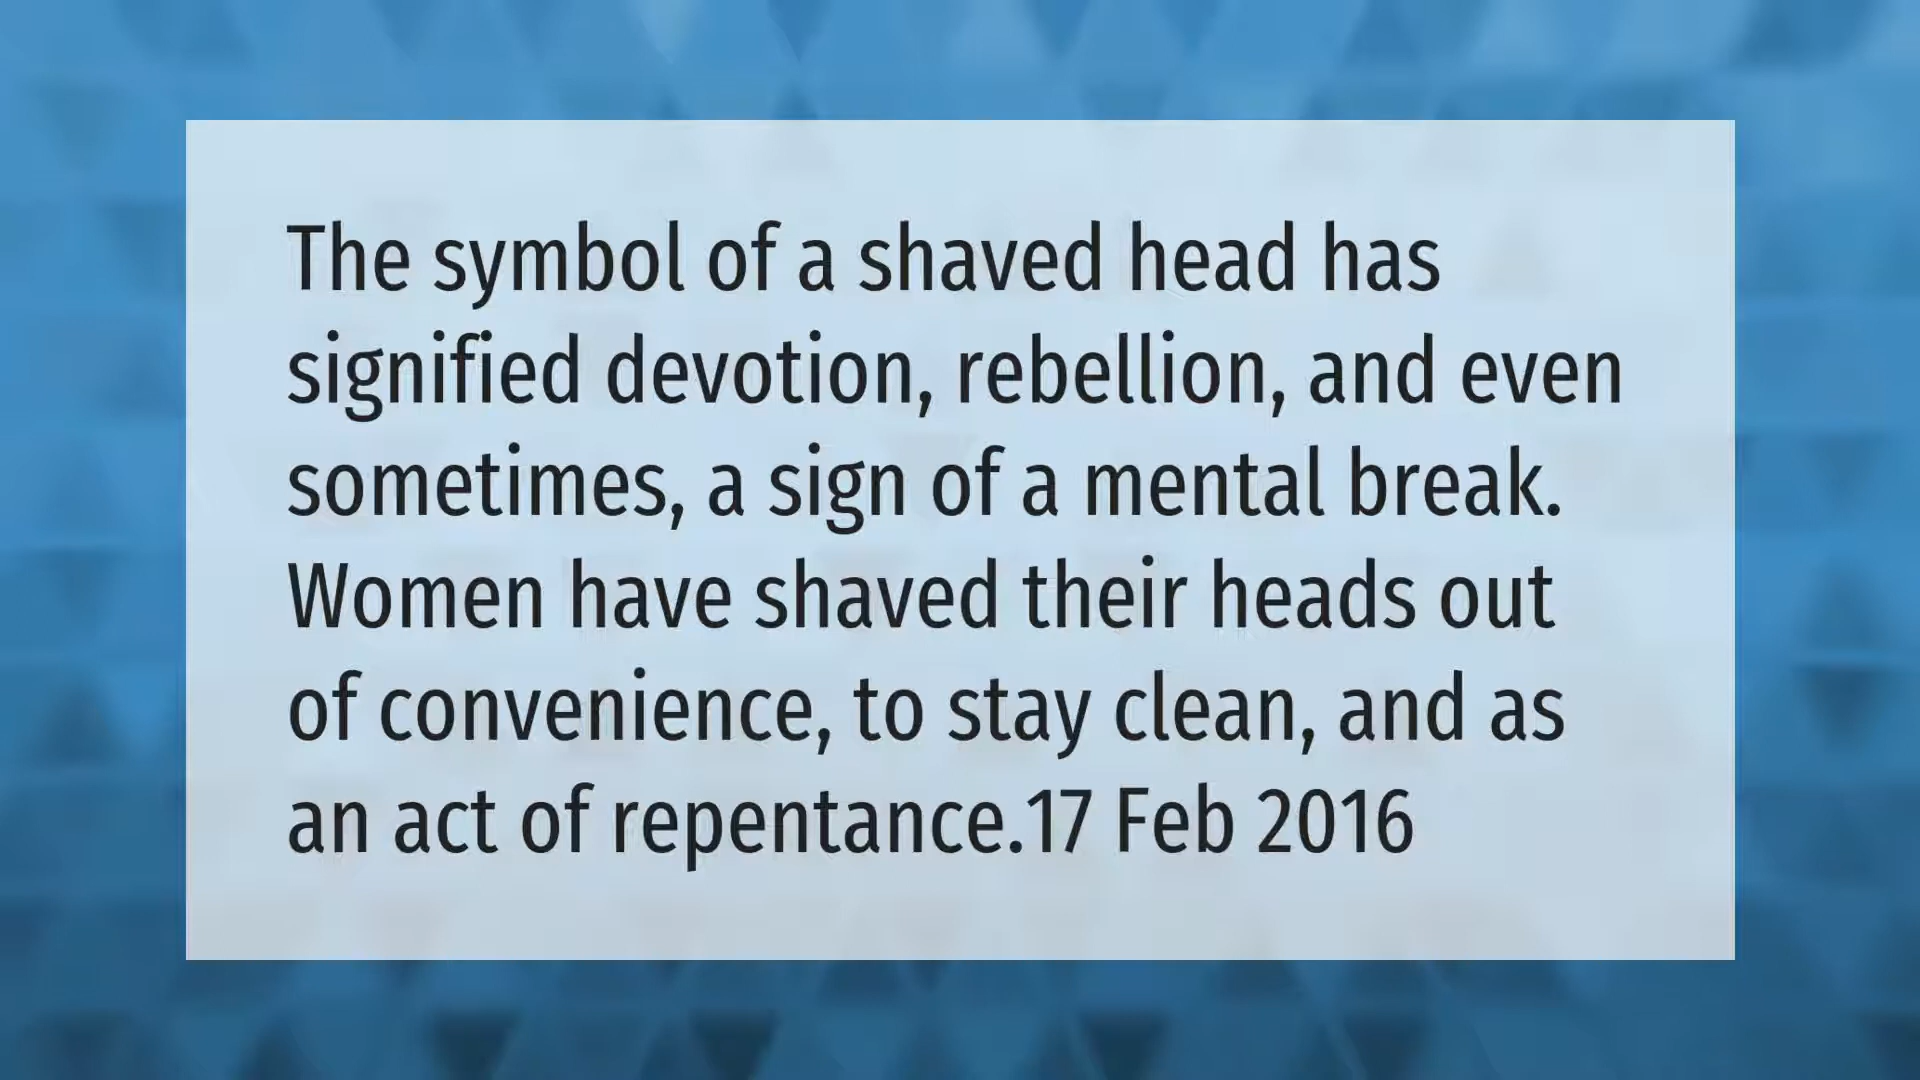 The symbol of a shaved head has
signified devotion, rebellion, and even
sometimes, a sign of a mental break.
Women have shaved their heads out
of convenience, to stay clean, and as
an act of repentance.17 Feb 2016